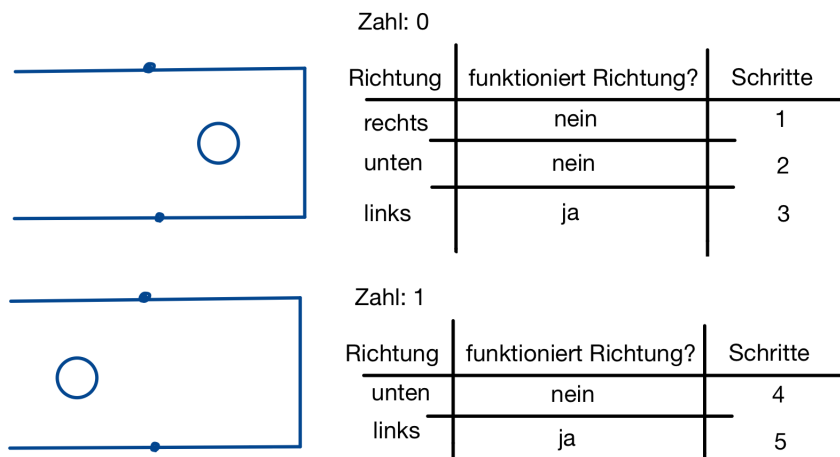 Zahl: 0
Richtung funktioniert Richtung? Schritte
rechts nein 1
unten nein 2
links ja 3
Zahl: 1
Richtung funktioniert Richtung? Schritte
unten nein 4
links ja 5